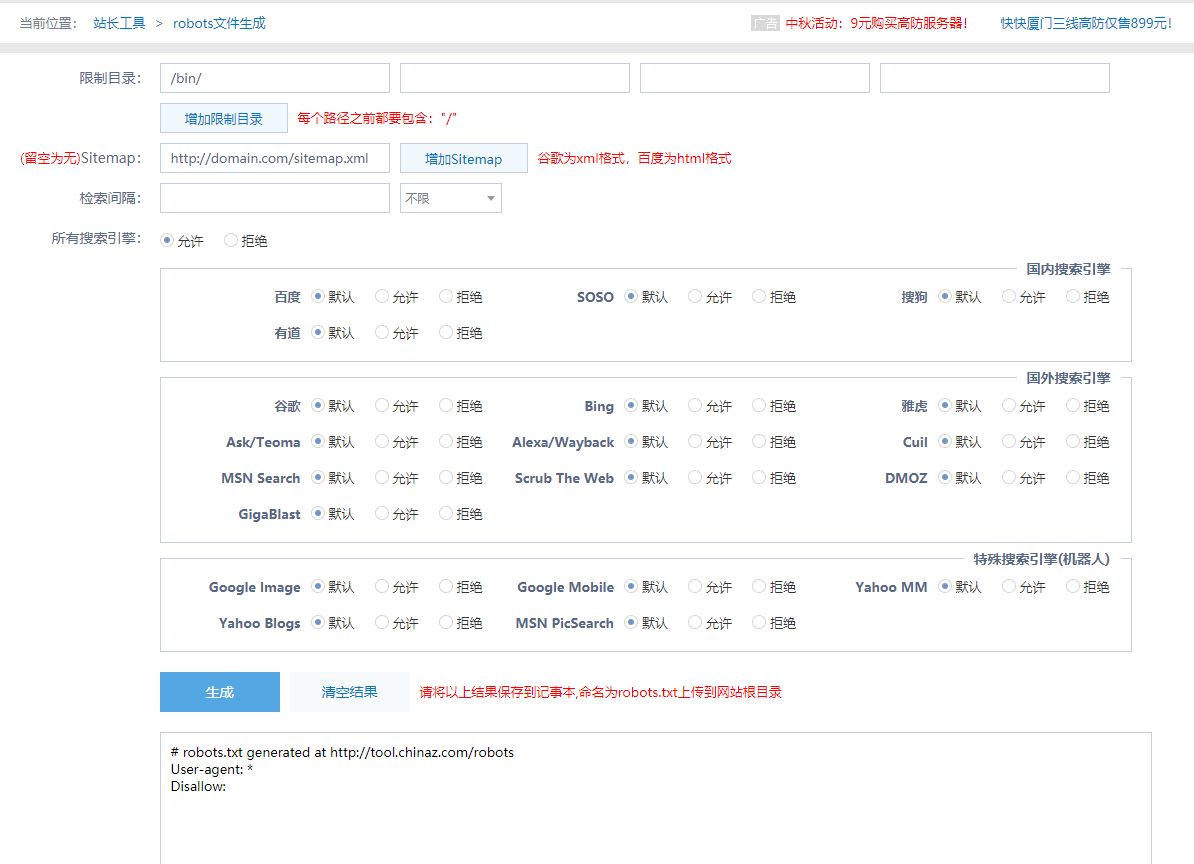 当前位置： 站长工具 > robots文件生成 广告 中秋活动：9元购买高防服务器！ 快快厦门三线高防仅售899元！
限制目录： /bin/
增加限制目录 每个路径之前都要包含："/"
(留空为无)Sitemap： http://domain.com/sitemap.xml 增加Sitemap 谷歌为xml格式，百度为html格式
检索间隔： 不限
所有搜索引擎： 允许 拒绝
国内搜索引擎
百度 默认 允许 拒绝 SOSO 默认 允许 拒绝 搜狗 默认 允许 拒绝
有道 默认 允许 拒绝
国外搜索引擎
谷歌 默认 允许 拒绝 Bing 默认 允许 拒绝 雅虎 默认 允许 拒绝
Ask/Teoma 默认 允许 拒绝 Alexa/Wayback 默认 允许 拒绝 Cuil 默认 允许 拒绝
MSN Search 默认 允许 拒绝 Scrub The Web 默认 允许 拒绝 DMOZ 默认 允许 拒绝
GigaBlast 默认 允许 拒绝
特殊搜索引擎(机器人)
Google Image 默认 允许 拒绝 Google Mobile 默认 允许 拒绝 Yahoo MM 默认 允许 拒绝
Yahoo Blogs 默认 允许 拒绝 MSN PicSearch 默认 允许 拒绝
生成 清空结果 请将以上结果保存到记事本,命名为robots.txt上传到网站根目录
# robots.txt generated at http://tool.chinaz.com/robots
User-agent: *
Disallow: